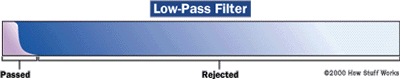 Low-Pass Filter
Passed
Rejected
©2000 How Stuff Works